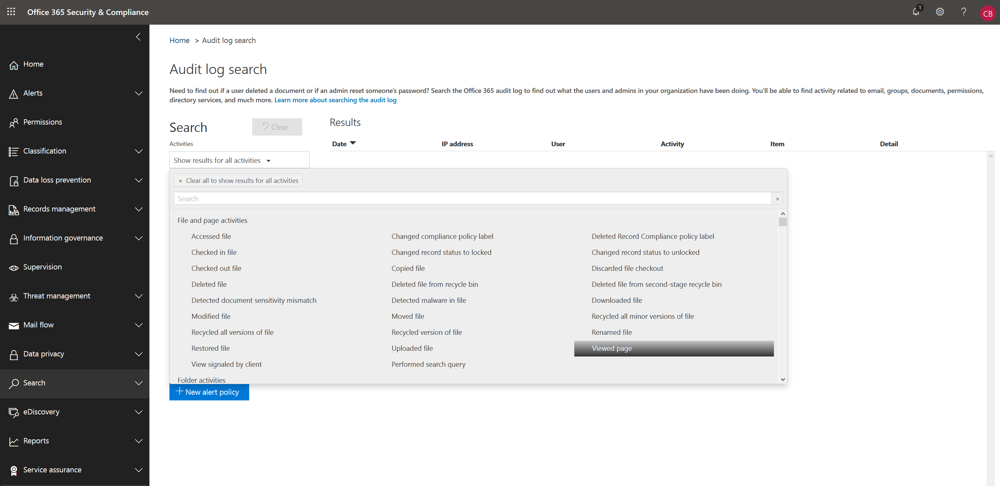 Office 365 Security & Compliance
1
?
CB
Home
Alerts
Permissions
Classification
Data loss prevention
Records management
Information governance
Supervision
Threat management
Mail flow
Data privacy
Search
eDiscovery
Reports
Service assurance
Home > Audit log search
Audit log search
Need to find out if a user deleted a document or if an admin reset someone's password? Search the Office 365 audit log to find out what the users and admins in your organization have been doing. You'll be able to find activity related to email, groups, documents, permissions,
directory services, and much more. Learn more about searching the audit log
Search
Clear
Results
Activities
Date
IP address
User
Activity
Item
Detail
Show results for all activities
× Clear all to show results for all activities
Search
×
File and page activities
Accessed file
Changed compliance policy label
Deleted Record Compliance policy label
Checked in file
Changed record status to locked
Changed record status to unlocked
Checked out file
Copied file
Discarded file checkout
Deleted file
Deleted file from recycle bin
Deleted file from second-stage recycle bin
Detected document sensitivity mismatch
Detected malware in file
Downloaded file
Modified file
Moved file
Recycled all minor versions of file
Recycled all versions of file
Recycled version of file
Renamed file
Restored file
Uploaded file
Viewed page
View signaled by client
Performed search query
Folder activities
New alert policy